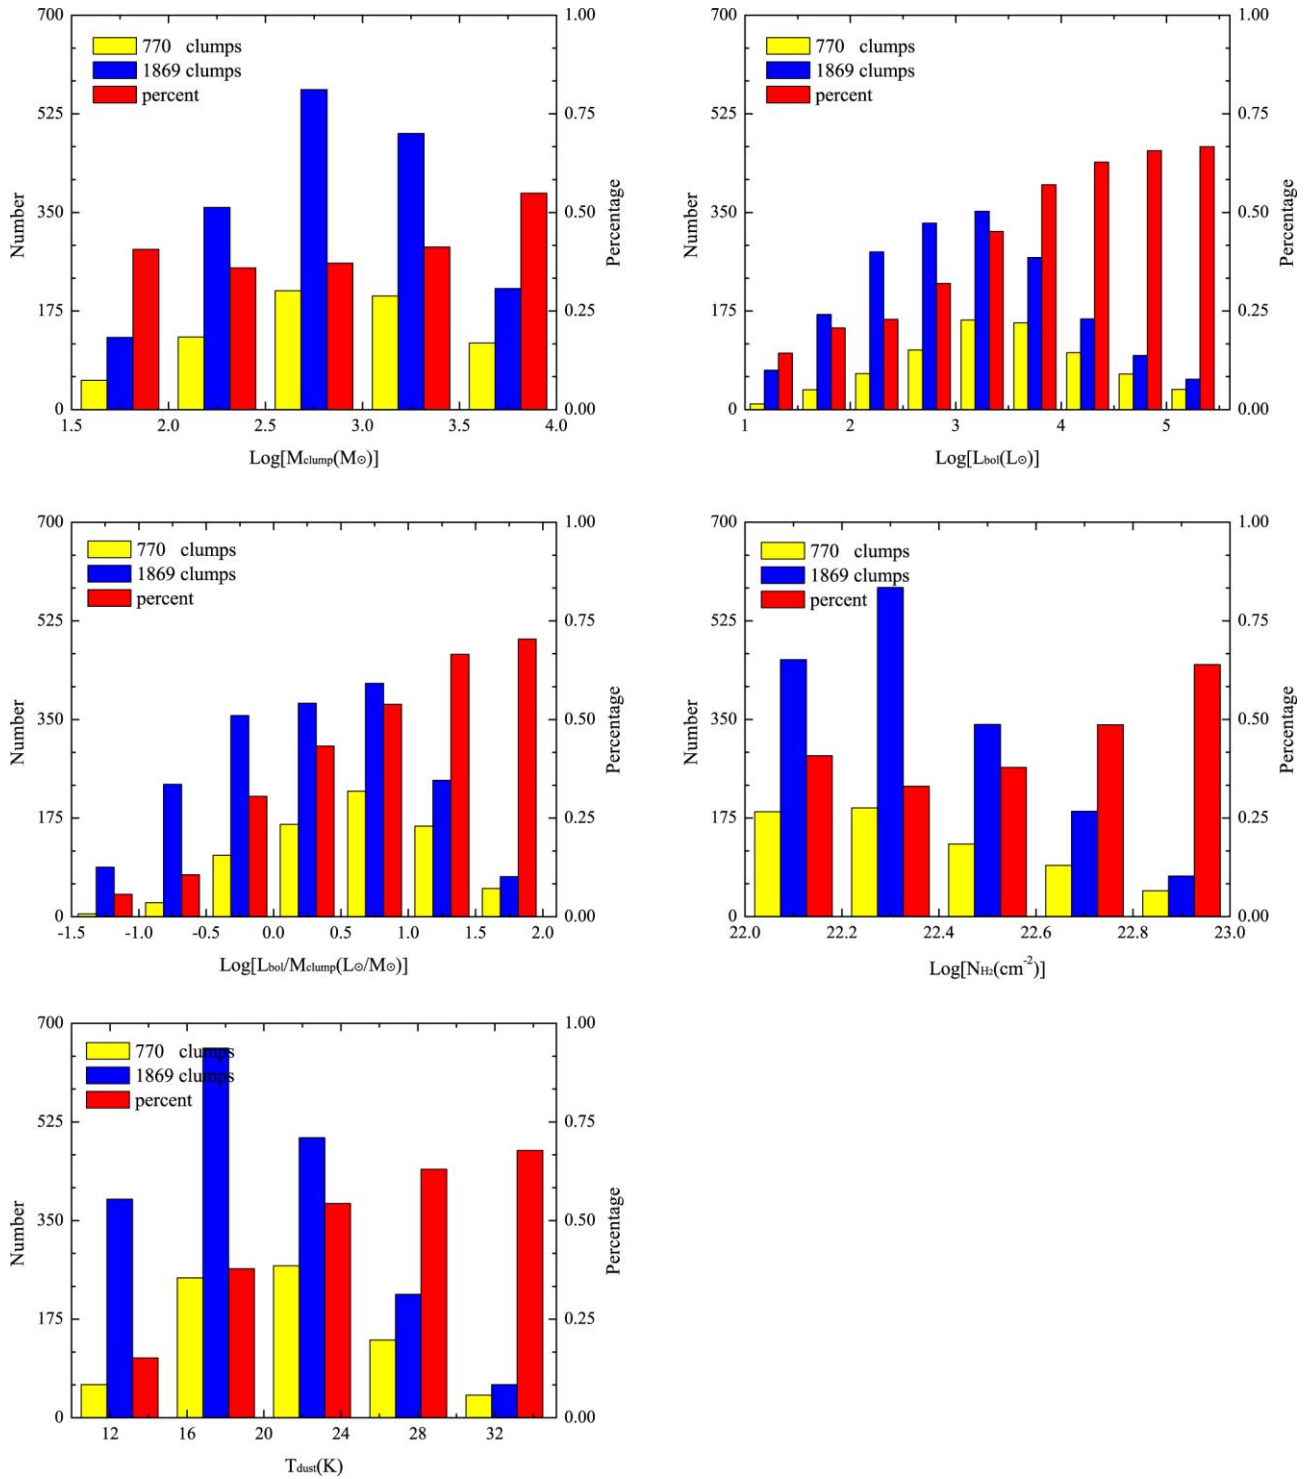 700
525
350
175
0
Number
770 clumps
1869 clumps
percent
1.00
0.75
0.50
0.25
0.00
Percentage
1.5 2.0 2.5 3.0 3.5 4.0
Log[Mclump(M⊙)]
700
525
350
175
0
Number
770 clumps
1869 clumps
percent
1.00
0.75
0.50
0.25
0.00
Percentage
1 2 3 4 5
Log[Lbol(L⊙)]
700
525
350
175
0
Number
770 clumps
1869 clumps
percent
1.00
0.75
0.50
0.25
0.00
Percentage
-1.5 -1.0 -0.5 0.0 0.5 1.0 1.5 2.0
Log[Lbol/Mclump(L⊙/M⊙)]
700
525
350
175
0
Number
770 clumps
1869 clumps
percent
1.00
0.75
0.50
0.25
0.00
Percentage
22.0 22.2 22.4 22.6 22.8 23.0
Log[NH2(cm-2)]
700
525
350
175
0
Number
770 clumps
1869 clumps
percent
1.00
0.75
0.50
0.25
0.00
Percentage
12 16 20 24 28 32
Tdust(K)